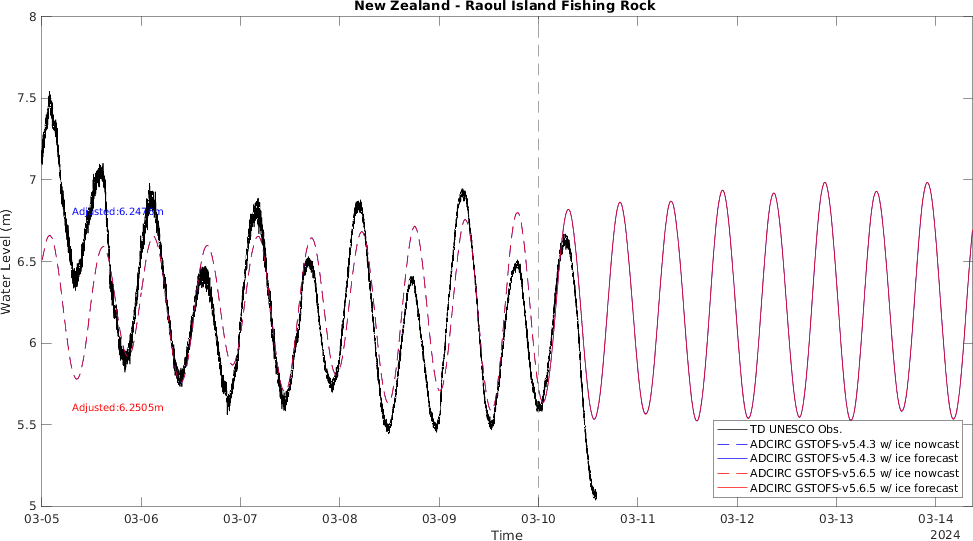 New Zealand - Raoul Island Fishing Rock
8
7.5
7
6.5
6
5.5
5
Water Level (m)
Adjusted:6.2505m
03-05
03-06
03-07
03-08
03-09
03-10
03-11
03-12
03-13
03-14
2024
Time
TD UNESCO Obs.
ADCIRC GSTOFS-v5.4.3 w/ ice nowcast
ADCIRC GSTOFS-v5.4.3 w/ ice forecast
ADCIRC GSTOFS-v5.6.5 w/ ice nowcast
ADCIRC GSTOFS-v5.6.5 w/ ice forecast